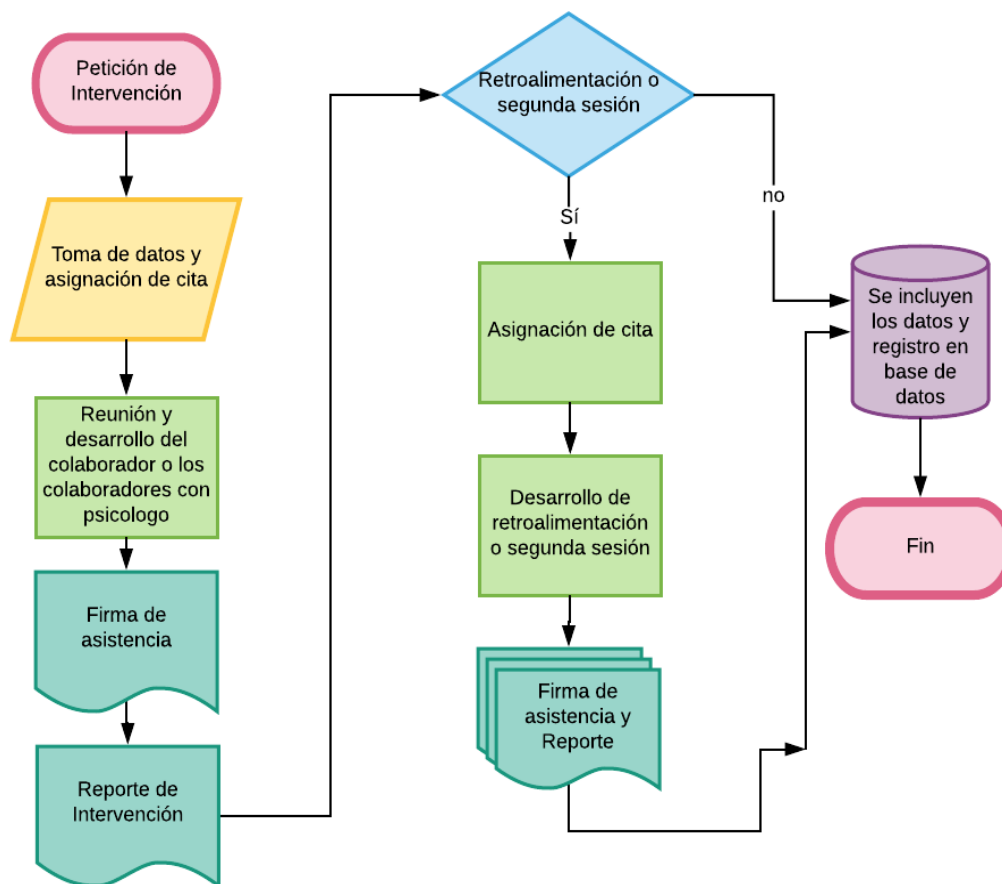 Petición de
Intervención
Toma de datos y
asignación de cita
Reunión y
desarrollo del
colaborador o los
colaboradores con
psicologo
Firma de
asistencia
Reporte de
Intervención
Retroalimentación o
segunda sesión
Sí
no
Asignación de cita
Desarrollo de
retroalimentación
o segunda sesión
Firma de
asistencia y
Reporte
Se incluyen
los datos y
registro en
base de
datos
Fin